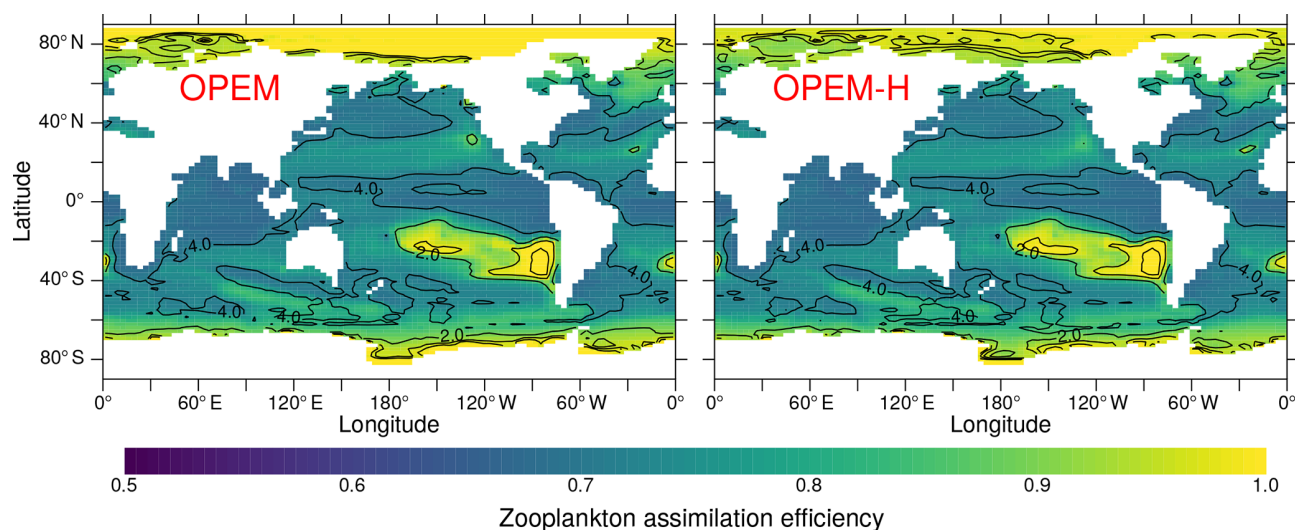 OPEM
OPEM-H
80° N
40° N
0°
40° S
80° S
Latitude
4.0
4.0
2.0
4.0
4.0
4.0
2.0
4.0
4.0
2.0
4.0
4.0
2.0
0° 60° E 120° E 180° 120° W 60° W 0°
0° 60° E 120° E 180° 120° W 60° W 0°
Longitude
Longitude
0.5 0.6 0.7 0.8 0.9 1.0
Zooplankton assimilation efficiency